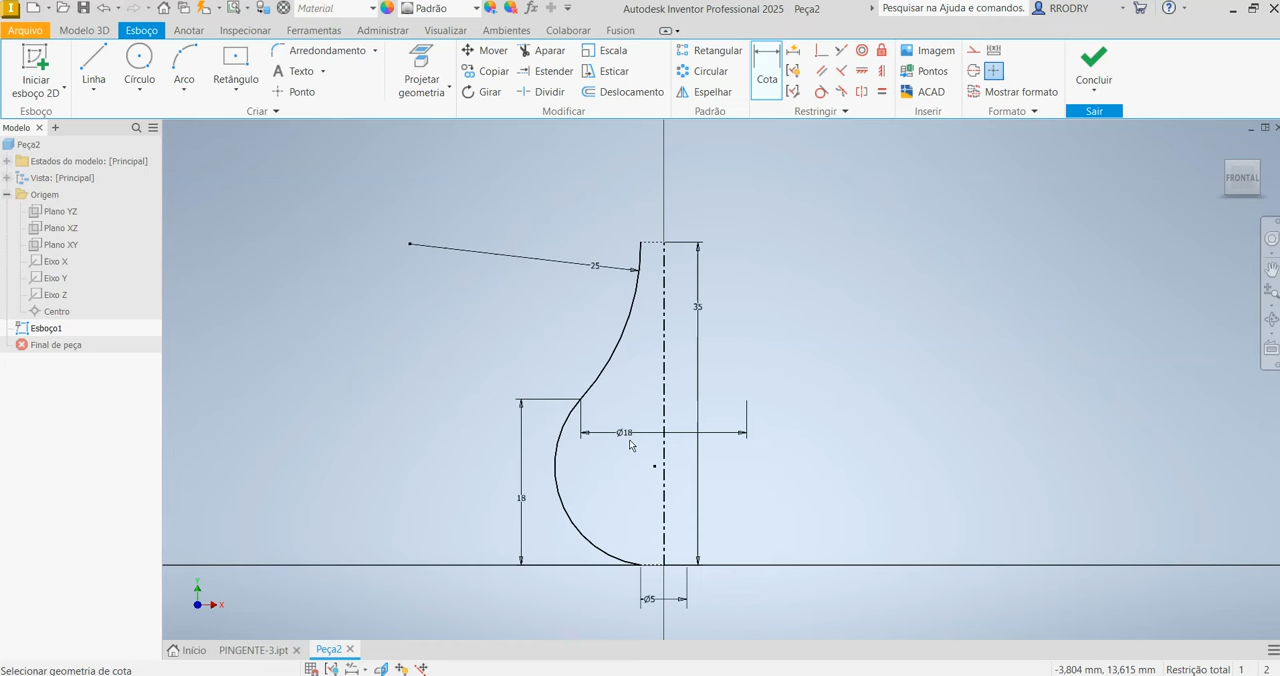 Material
Padrão
Autodesk Inventor Professional 2025
Peça2
Pesquisar na Ajuda e comandos.
RRODRY
Arquivo
Modelo 3D
Esboço
Anotar
Inspecionar
Ferramentas
Administrar
Visualizar
Ambientes
Colaborar
Fusion
Iniciar
esboço 2D
Linha
Círculo
Arco
Retângulo
Arredondamento
Texto
Ponto
Projetar
geometria
Mover
Copiar
Girar
Aparar
Estender
Dividir
Escala
Esticar
Deslocamento
Retangular
Circular
Espelhar
Cota
Imagem
Pontos
ACAD
Mostrar formato
Concluir
Esboço
Criar
Modificar
Padrão
Restringir
Inserir
Formato
Sair
Modelo
Peça2
Estados do modelo: [Principal]
Vista: [Principal]
Origem
Plano YZ
Plano XZ
Plano XY
Eixo X
Eixo Y
Eixo Z
Centro
Esboço1
Final de peça
FRONTAL
25
35
Ø18
18
Ø5
Y
X
Início
PINGENTE-3.ipt
Peça2
Selecionar geometria de cota
-3,804 mm, 13,615 mm
Restrição total
1
2